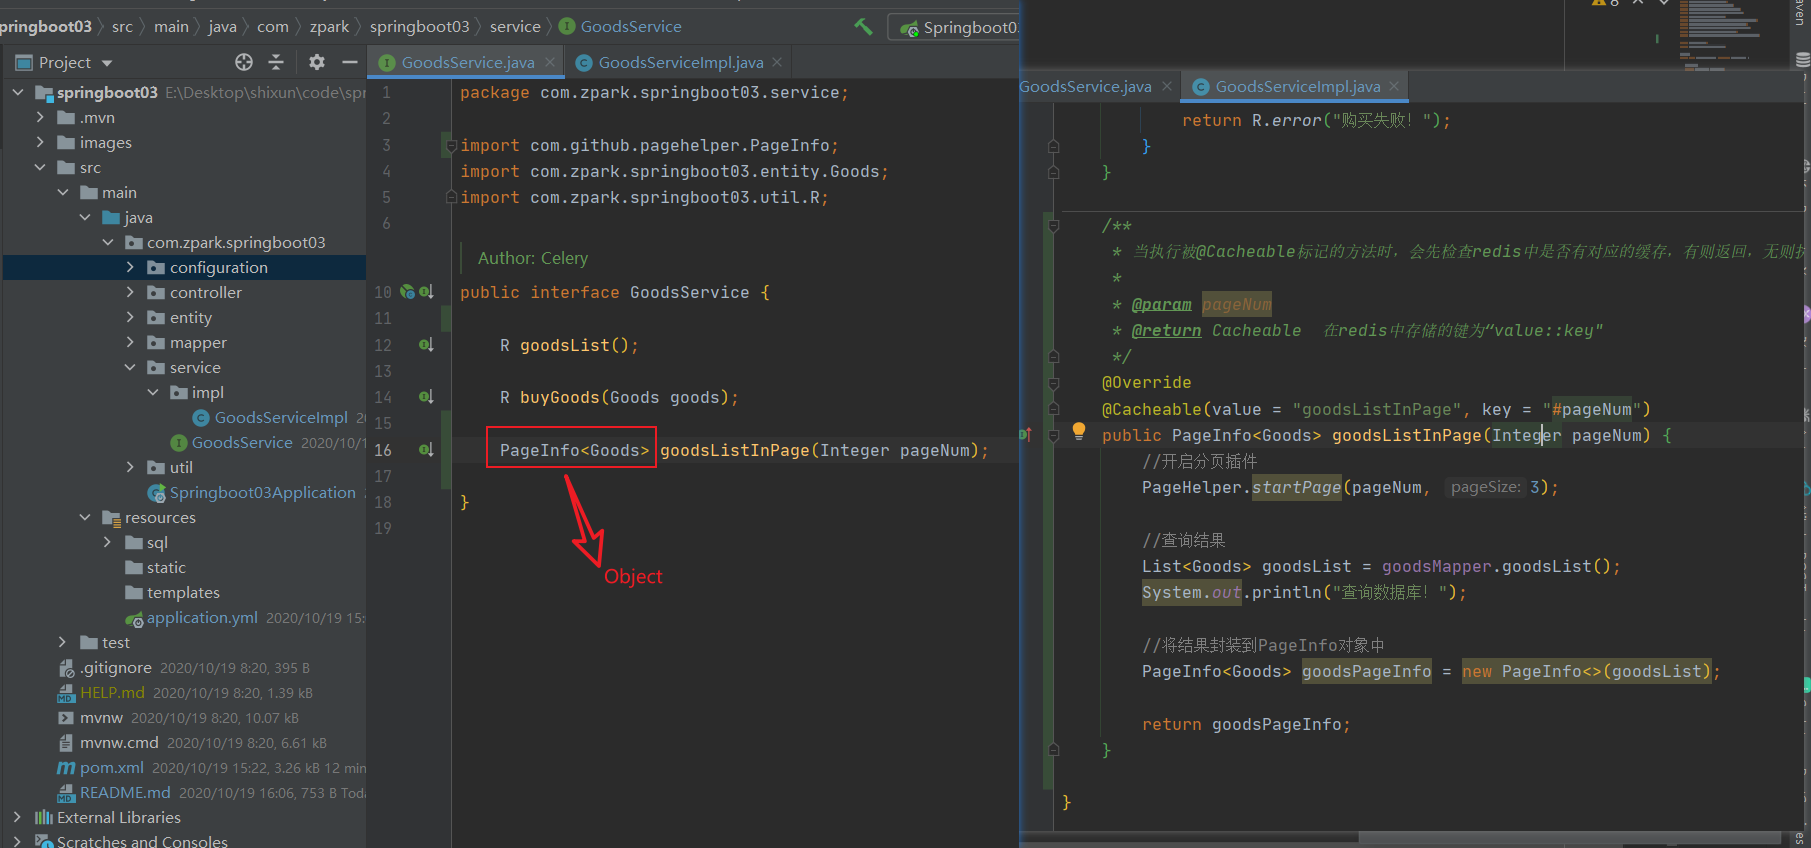 pringboot03 〉 src 〉 main 〉 java 〉 com 〉 zpark 〉 springboot03 〉 service 〉 GoodsService
Springboot03
Project
springboot03 E:\Desktop\shixun\code\spr
.mvn
images
src
main
java
com.zpark.springboot03
configuration
controller
entity
mapper
service
impl
GoodsServiceImpl 20
GoodsService 2020/10/1
util
Springboot03Application
resources
sql
static
templates
application.yml 2020/10/19 15:
test
.gitignore 2020/10/19 8:20, 395 B
HELP.md 2020/10/19 8:20, 1.39 kB
mvnw 2020/10/19 8:20, 10.07 kB
mvnw.cmd 2020/10/19 8:20, 6.61 kB
pom.xml 2020/10/19 15:22, 3.26 kB 12 min
README.md 2020/10/19 16:06, 753 B Toda
External Libraries
Scratches and Consoles
GoodsService.java GoodsServiceImpl.java
1 package com.zpark.springboot03.service;
2
3 import com.github.pagehelper.PageInfo;
4 import com.zpark.springboot03.entity.Goods;
5 import com.zpark.springboot03.util.R;
6
Author: Celery
10 public interface GoodsService {
11
12 R goodsList();
13
14 R buyGoods(Goods goods);
15
16 PageInfo<Goods> goodsListInPage(Integer pageNum);
17
18 }
19
Object
8
GoodsService.java GoodsServiceImpl.java
return R.error("购买失败！");
}
}
/**
* 当执行被@Cacheable标记的方法时，会先检查redis中是否有对应的缓存，有则返回，无则执
*
* @param pageNum
* @return Cacheable 在redis中存储的键为“value::key"
*/
@Override
@Cacheable(value = "goodsListInPage", key = "#pageNum")
public PageInfo<Goods> goodsListInPage(Integer pageNum) {
//开启分页插件
PageHelper.startPage(pageNum, pageSize: 3);
//查询结果
List<Goods> goodsList = goodsMapper.goodsList();
System.out.println("查询数据库！");
//将结果封装到PageInfo对象中
PageInfo<Goods> goodsPageInfo = new PageInfo<>(goodsList);
return goodsPageInfo;
}
}
aven
es